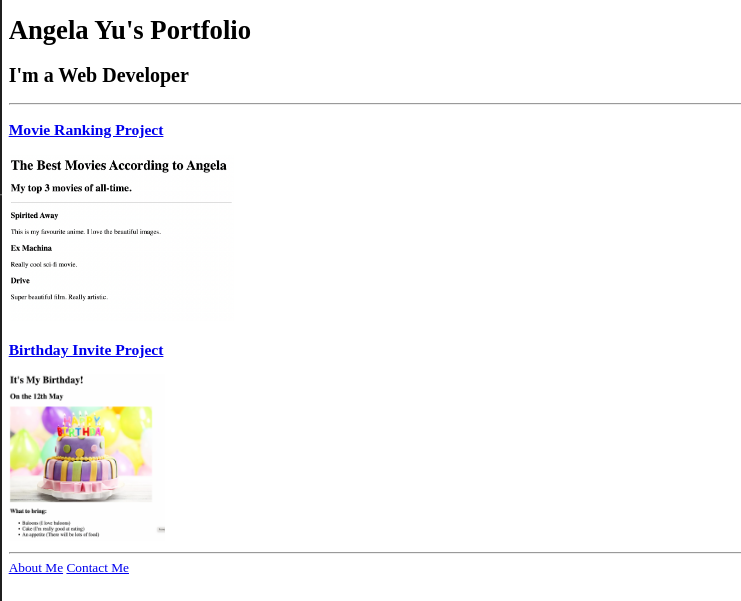 Angela Yu's Portfolio
I'm a Web Developer
Movie Ranking Project
The Best Movies According to Angela
My top 3 movies of all-time.
Spirited Away
This is my favourite anime. I love the beautiful images.
Ex Machina
Really cool sci-fi movie.
Drive
Super beautiful film. Really artistic.
Birthday Invite Project
It's My Birthday!
On the 12th May
HAPPY
BIRTHDAY
What to bring:
Baloons (I love baloons)
Cake (I'm really good at eating)
An appetite (There will be lots of food)
About Me Contact Me